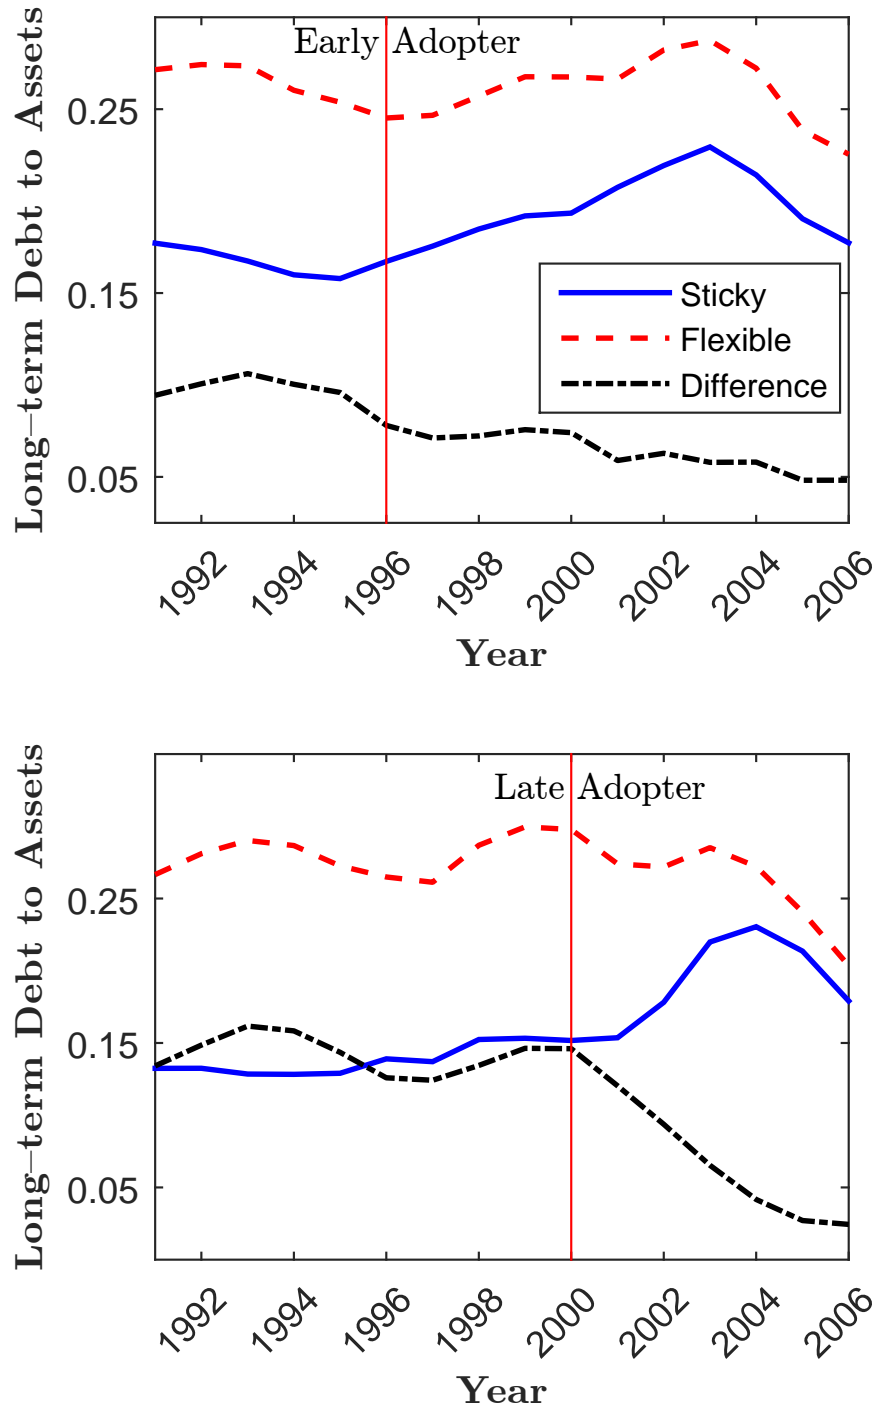 Long–term Debt to Assets
Early Adopter
0.25
0.15
0.05
Sticky
Flexible
Difference
1992 1994 1996 1998 2000 2002 2004 2006
Year
Long–term Debt to Assets
Late Adopter
0.25
0.15
0.05
1992 1994 1996 1998 2000 2002 2004 2006
Year